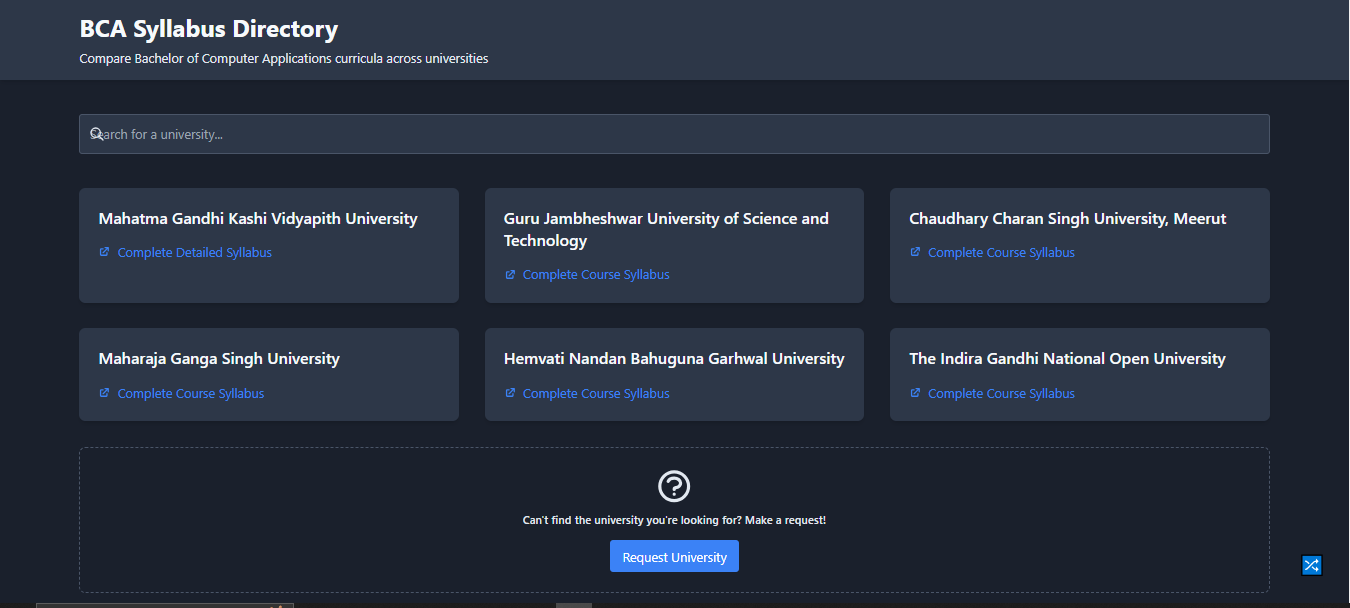 BCA Syllabus Directory
Compare Bachelor of Computer Applications curricula across universities
Search for a university...
Mahatma Gandhi Kashi Vidyapith University
Complete Detailed Syllabus
Guru Jambheshwar University of Science and
Technology
Complete Course Syllabus
Chaudhary Charan Singh University, Meerut
Complete Course Syllabus
Maharaja Ganga Singh University
Complete Course Syllabus
Hemvati Nandan Bahuguna Garhwal University
Complete Course Syllabus
The Indira Gandhi National Open University
Complete Course Syllabus
Can't find the university you're looking for? Make a request!
Request University